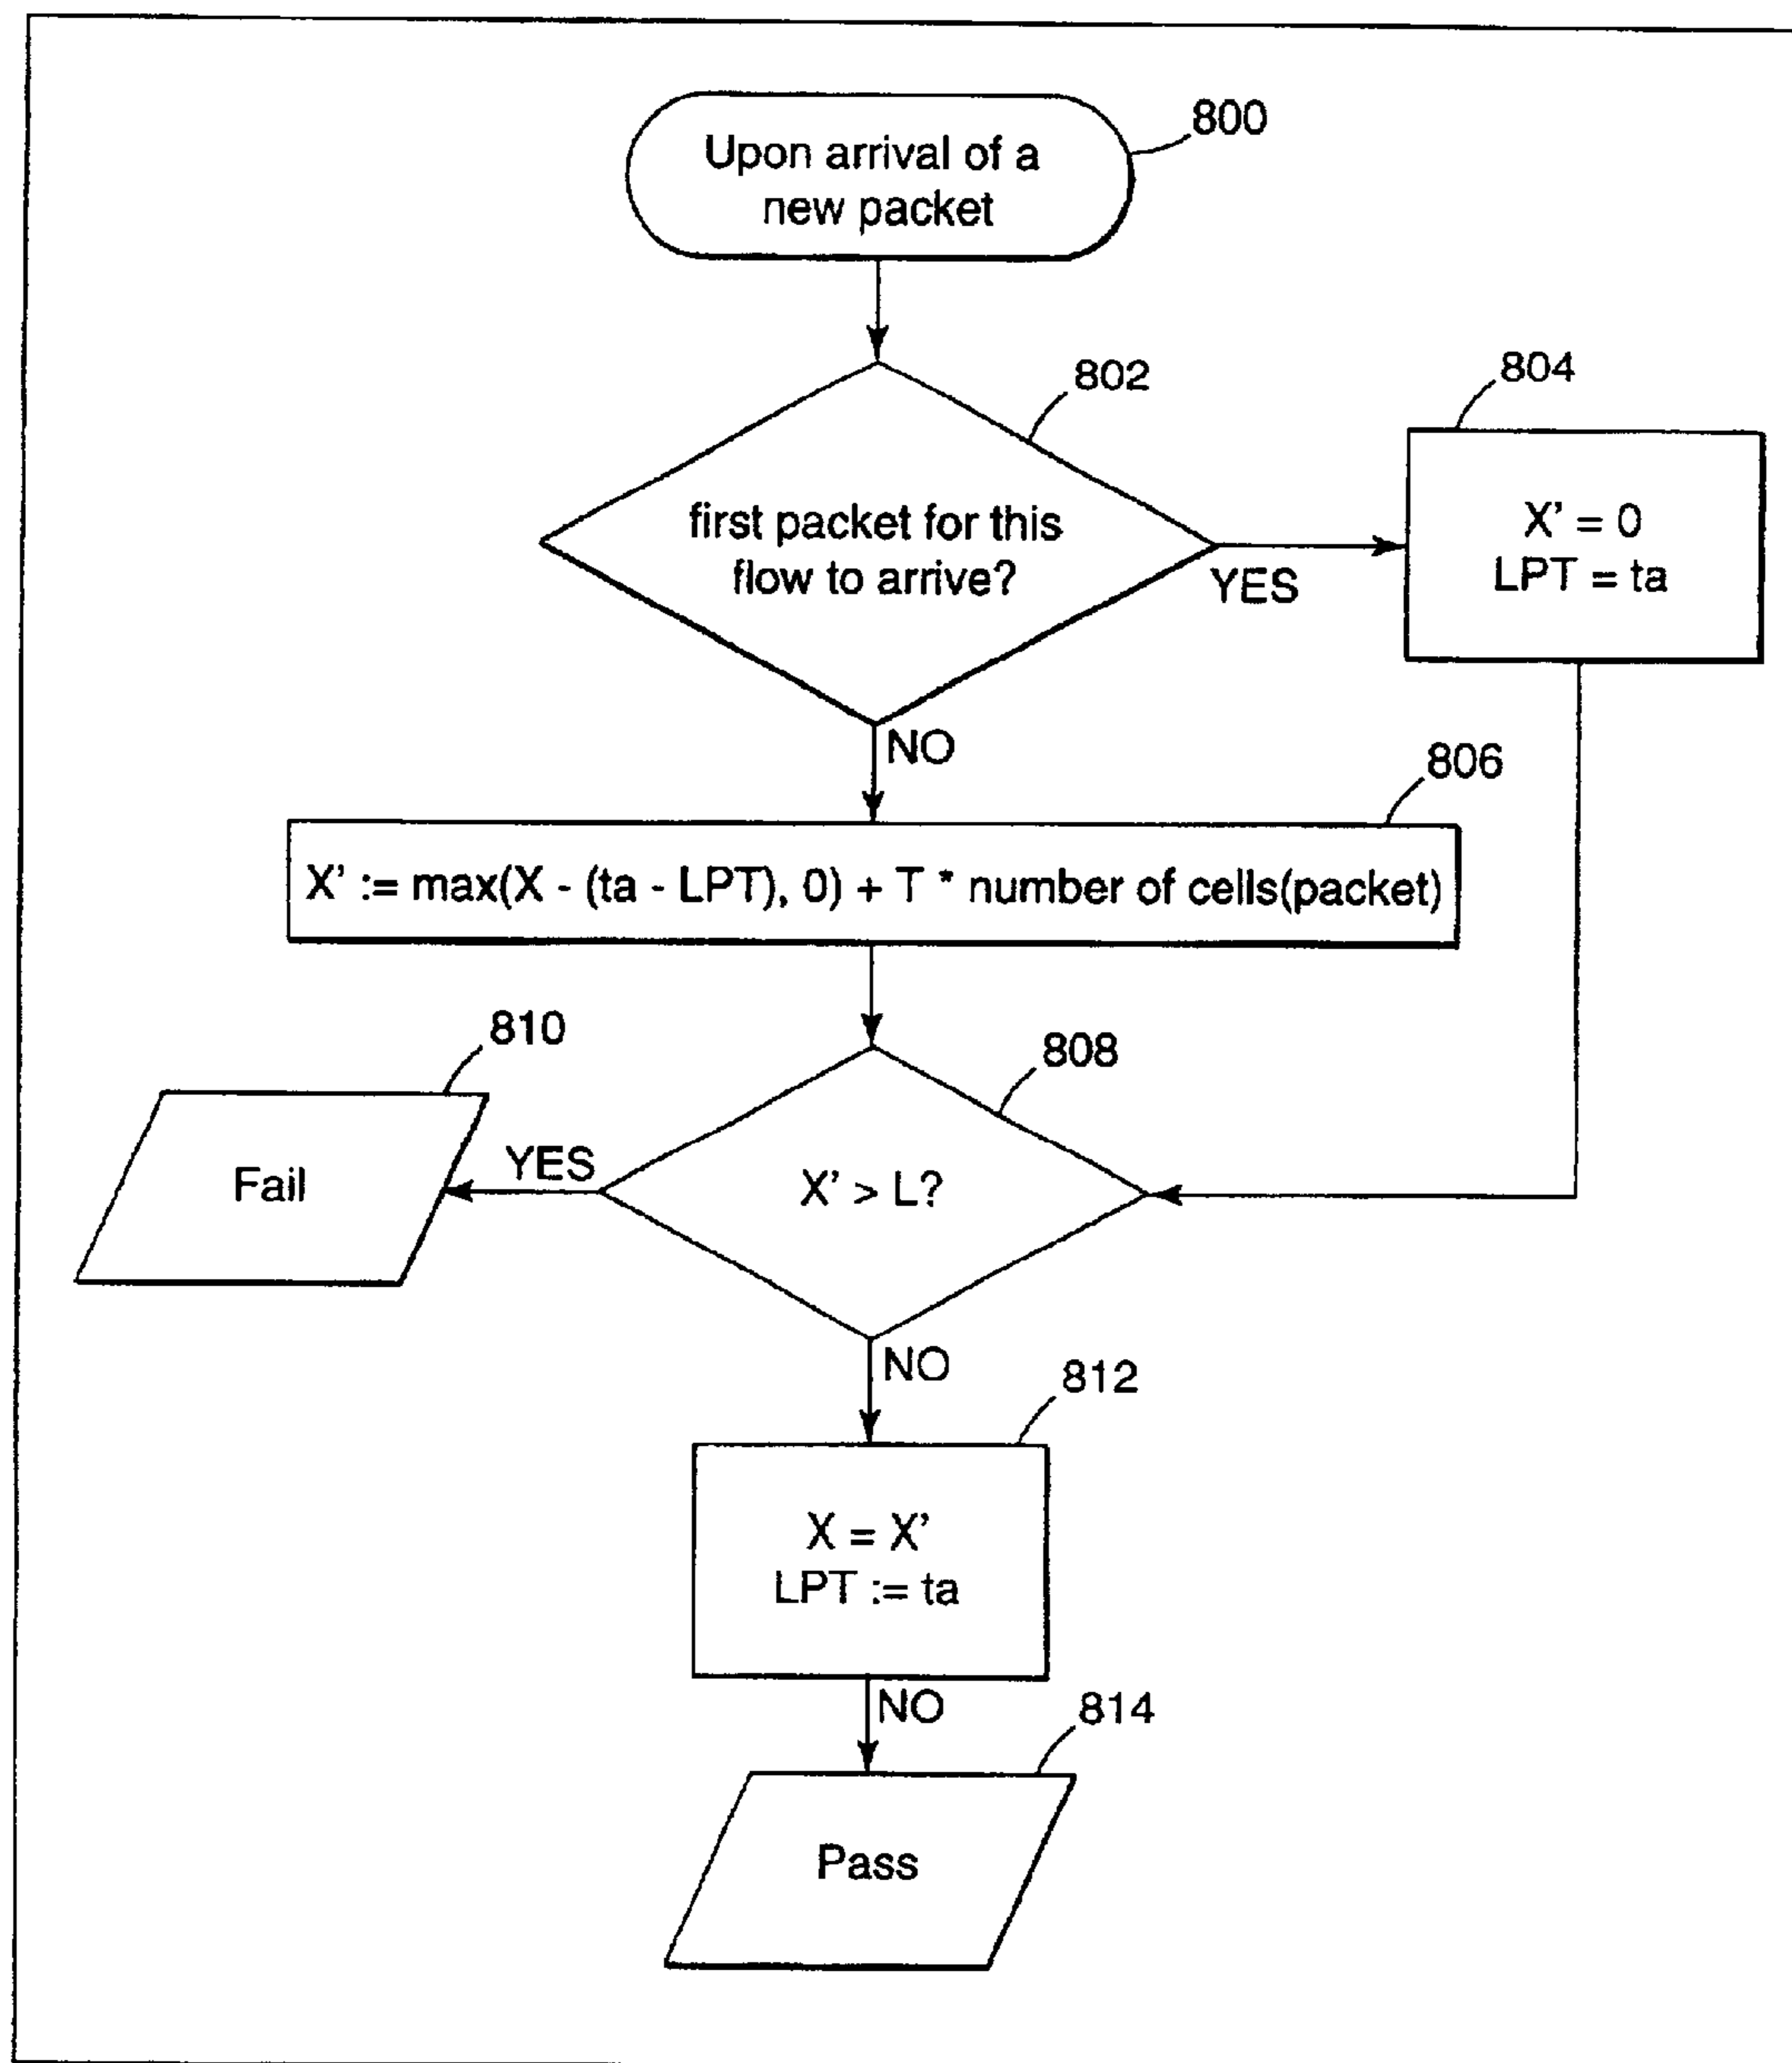 800
Upon arrival of a
new packet
802
804
first packet for this
flow to arrive?
YES
X' = 0
LPT = ta
NO
806
X' := max(X - (ta - LPT), 0) + T * number of cells(packet)
810
808
Fail
YES
X' > L?
NO
812
X = X'
LPT := ta
NO
814
Pass